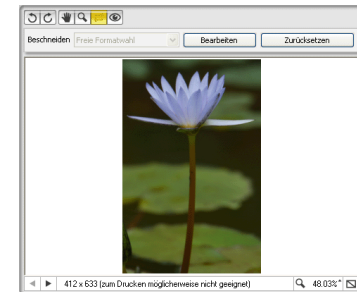 Beschneiden Freie Formatwahl Bearbeiten Zurücksetzen
412 x 633 (zum Drucken möglicherweise nicht geeignet) 48.03%